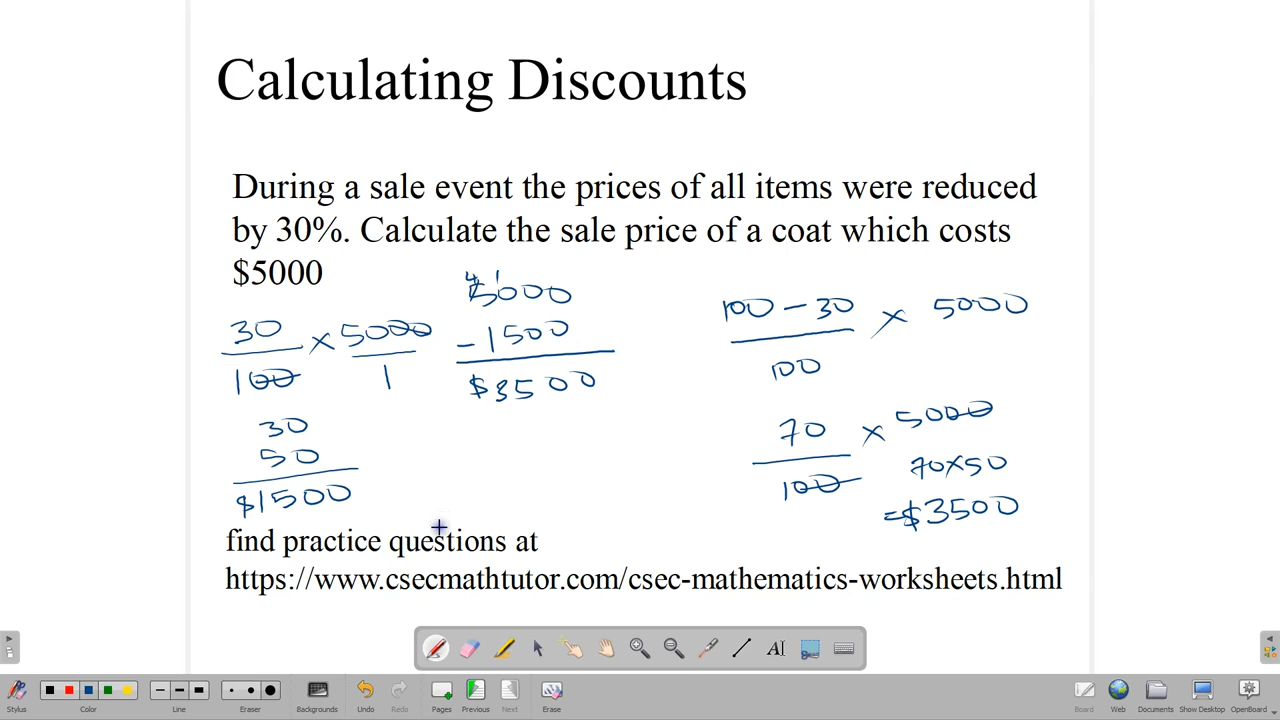 Calculating Discounts
During a sale event the prices of all items were reduced
by 30%. Calculate the sale price of a coat which costs
$5000
30 × 5000
100 1
30
50
$1500
4 1
5000
- 1500
$3500
100 - 30 × 5000
100
70 × 5000
100
70×50
= $3500
find practice questions at
https://www.csecmathtutor.com/csec-mathematics-worksheets.html
Stylus
Color
Line
Eraser
Backgrounds
Undo
Redo
Pages
Previous
Next
Erase
Board
Web
Documents
Show Desktop
OpenBoard